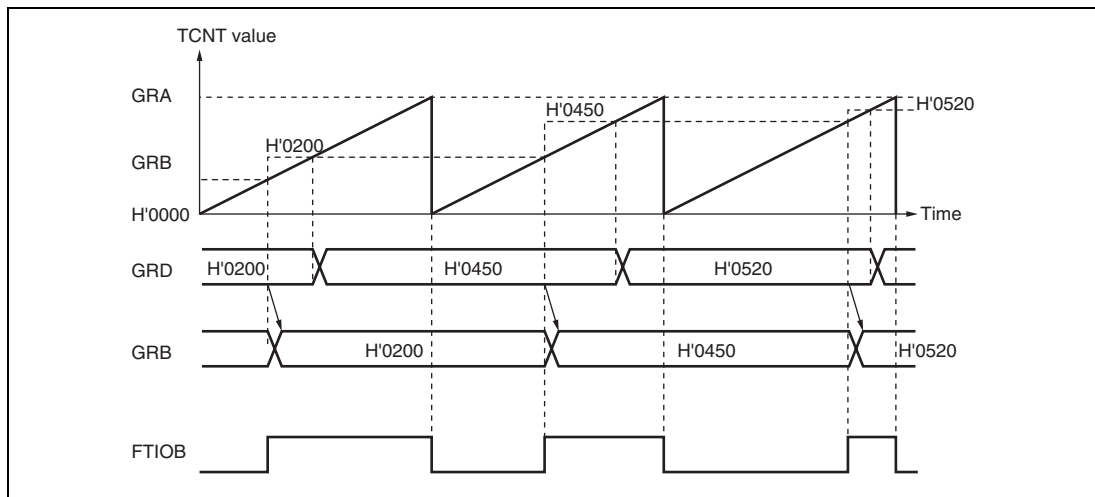 TCNT value
GRA
H'0450
H'0520
H'0200
GRB
H'0000
Time
GRD
H'0200
H'0450
H'0520
GRB
H'0200
H'0450
H'0520
FTIOB